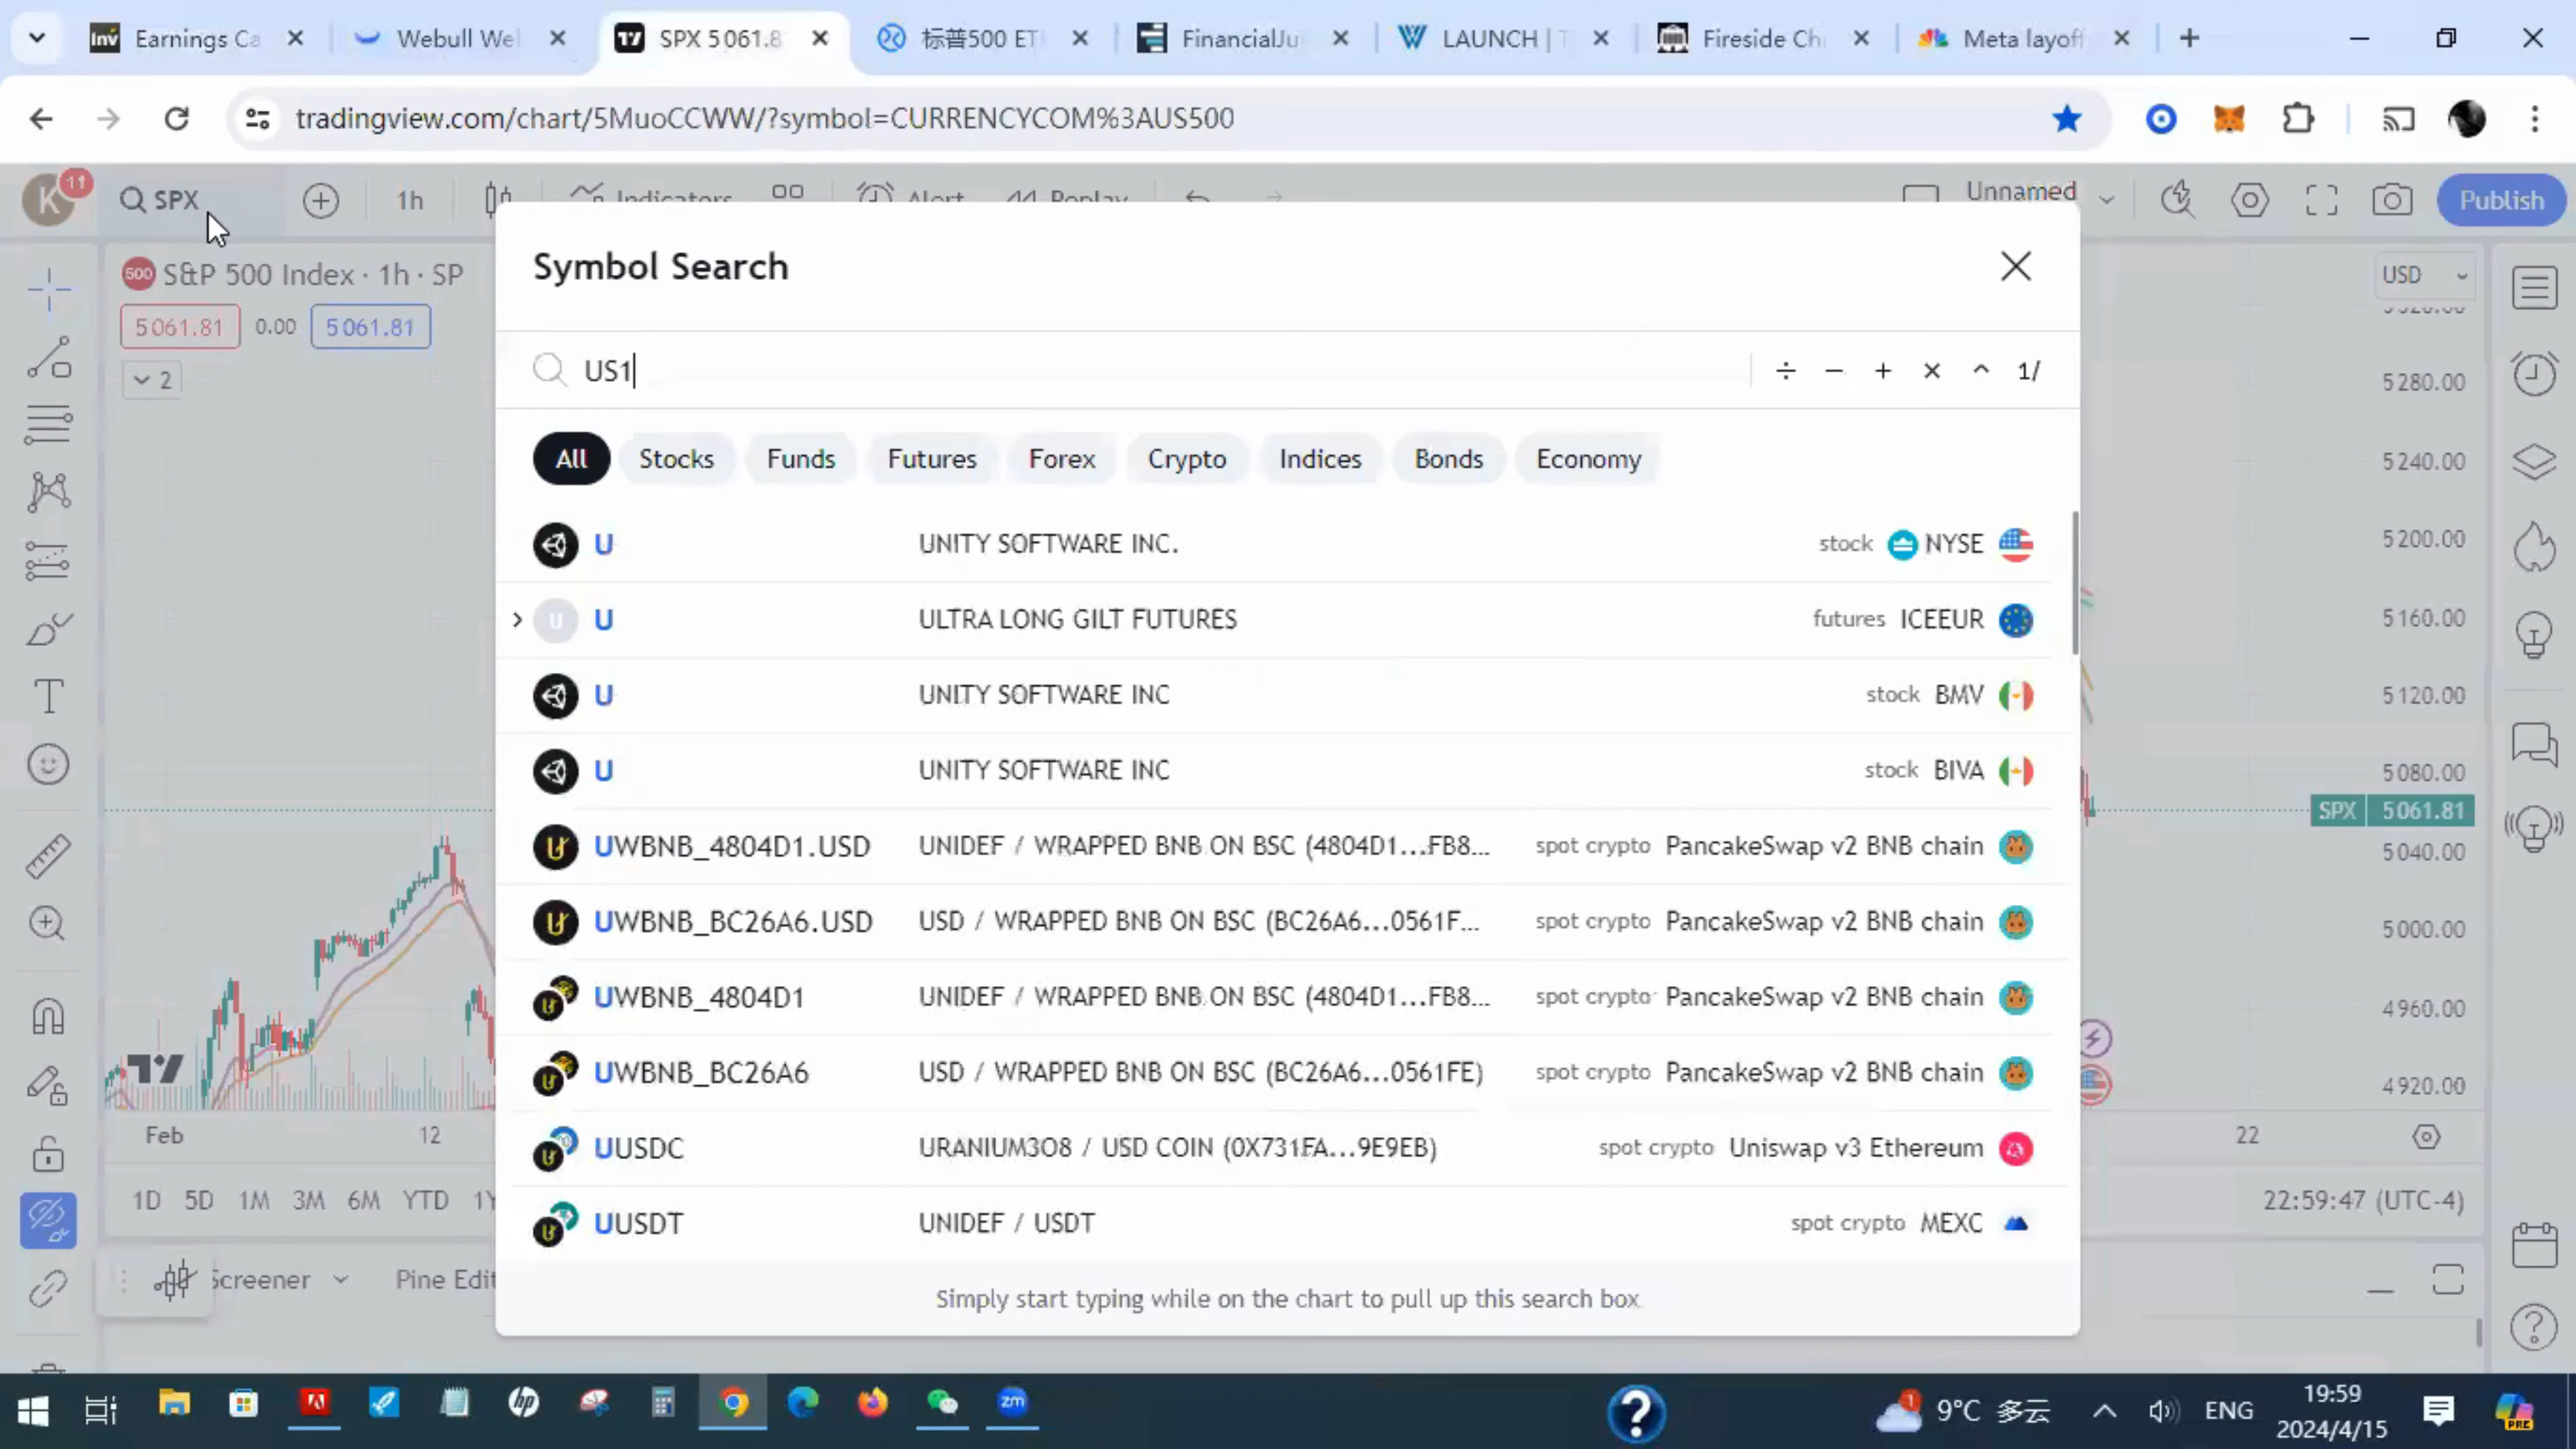 Earnings Ca
Webull Wel
SPX 5 061.8
标普500 ET
FinancialJu
LAUNCH | T
Fireside Ch
Meta layoff
tradingview.com/chart/5MuoCCWW/?symbol=CURRENCYCOM%3AUS500
K
11
SPX
1h
Indicators
Alert
Replay
Unnamed
Publish
500
S&P 500 Index · 1h · SP
5 061.81
0.00
5 061.81
2
USD
Symbol Search
US1
÷ − + × ^ 1/
All
Stocks
Funds
Futures
Forex
Crypto
Indices
Bonds
Economy
U UNITY SOFTWARE INC. stock NYSE
U U ULTRA LONG GILT FUTURES futures ICEEUR
U UNITY SOFTWARE INC stock BMV
U UNITY SOFTWARE INC stock BIVA
UWBNB_4804D1.USD UNIDEF / WRAPPED BNB ON BSC (4804D1...FB8... spot crypto PancakeSwap v2 BNB chain
UWBNB_BC26A6.USD USD / WRAPPED BNB ON BSC (BC26A6...0561F... spot crypto PancakeSwap v2 BNB chain
UWBNB_4804D1 UNIDEF / WRAPPED BNB ON BSC (4804D1...FB8... spot crypto PancakeSwap v2 BNB chain
UWBNB_BC26A6 USD / WRAPPED BNB ON BSC (BC26A6...0561FE) spot crypto PancakeSwap v2 BNB chain
UUSDC URANIUM3O8 / USD COIN (0X731FA...9E9EB) spot crypto Uniswap v3 Ethereum
UUSDT UNIDEF / USDT spot crypto MEXC
Simply start typing while on the chart to pull up this search box
5 280.00
5 240.00
5 200.00
5 160.00
5 120.00
5 080.00
SPX 5 061.81
5 040.00
5 000.00
4 960.00
4 920.00
Feb
12
22
1D 5D 1M 3M 6M YTD 1Y
22:59:47 (UTC-4)
Screener
Pine Edit
9°C 多云
ENG
19:59
2024/4/15